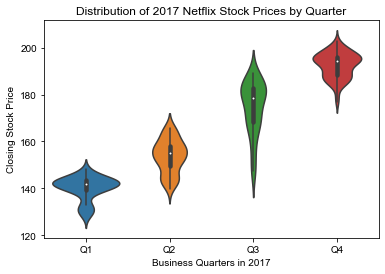 Distribution of 2017 Netflix Stock Prices by Quarter
Closing Stock Price
200
180
160
140
120
Q1 Q2 Q3 Q4
Business Quarters in 2017